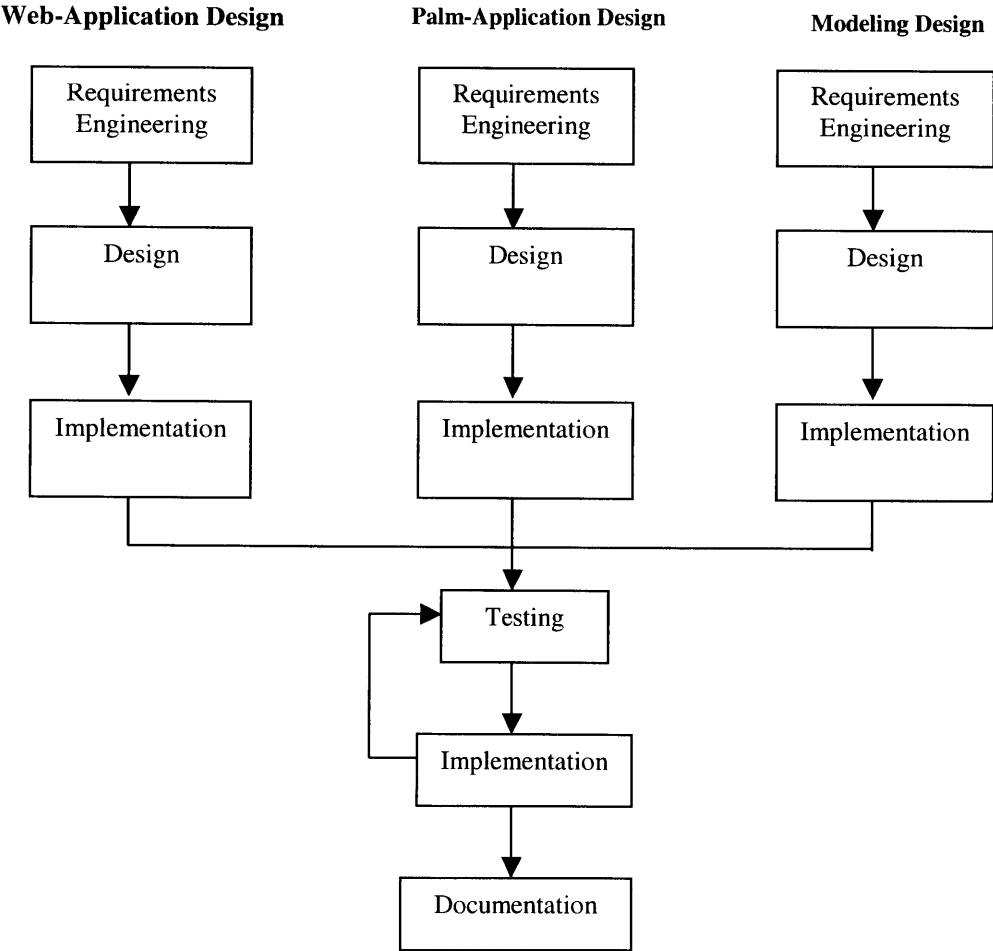 Web-Application Design
Palm-Application Design
Modeling Design
Requirements
Engineering
Requirements
Engineering
Requirements
Engineering
Design
Design
Design
Implementation
Implementation
Implementation
Testing
Implementation
Documentation